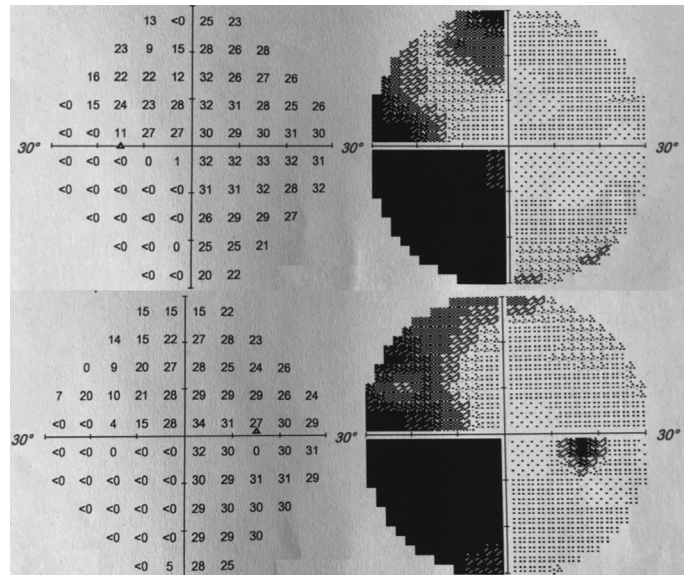 13 <0 25 23
23 9 15 28 26 28
16 22 22 12 32 26 27 26
<0 15 24 23 28 32 31 28 25 26
<0 <0 11 27 27 30 29 30 31 30
30° 30° 30°
<0 <0 <0 0 1 32 32 33 32 31
<0 <0 <0 <0 <0 31 31 32 28 32
<0 <0 <0 <0 26 29 29 27
<0 <0 0 25 25 21
<0 <0 20 22
15 15 15 22
14 15 22 27 28 23
0 9 20 27 28 25 24 26
7 20 10 21 28 29 29 29 26 24
<0 <0 4 15 28 34 31 27 30 29
30° 30° 30°
<0 <0 0 <0 <0 32 30 0 30 31
<0 <0 <0 <0 <0 30 29 31 31 29
<0 <0 <0 <0 29 30 30 30
<0 <0 <0 29 29 30
<0 5 28 25